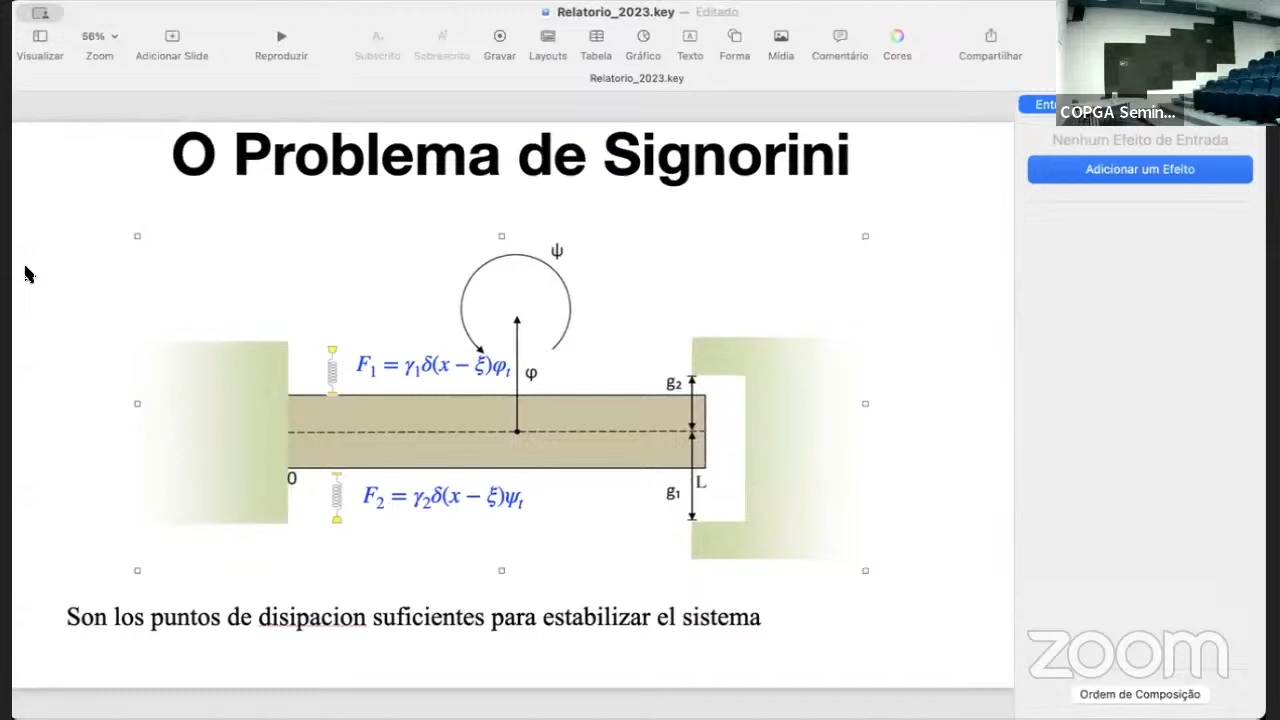 Relatorio_2023.key — Editado
Visualizar
56%
Zoom
Adicionar Slide
Reproduzir
Subscrito
Sobrescrito
Gravar
Layouts
Tabela
Gráfico
Texto
Mídia
Comentário
Cores
Compartilhar
Relatorio_2023.key
COPGA Semin...
Nenhum Efeito de Entrada
Adicionar um Efeito
O Problema de Signorini
ψ
F₁ = γ₁δ(x − ξ)φₜ
φ
g₂
0
F₂ = γ₂δ(x − ξ)ψₜ
g₁
L
Son los puntos de disipacion suficientes para estabilizar el sistema
zoom
Ordem de Composição